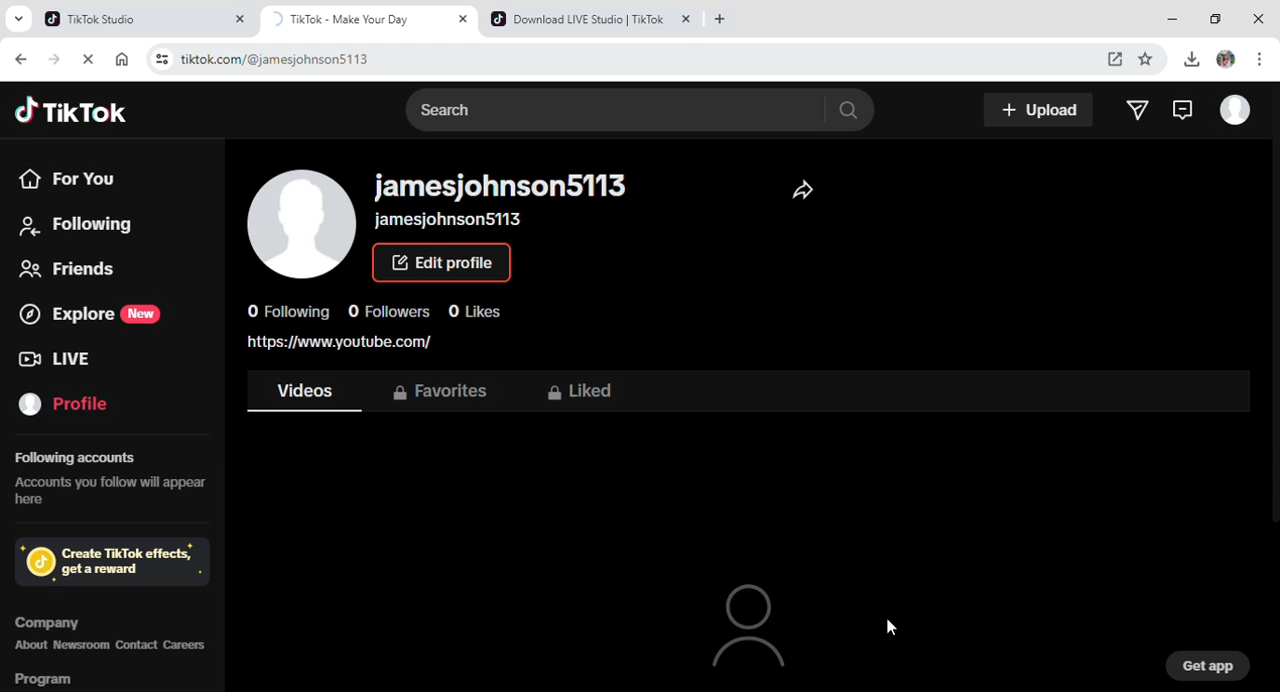 TikTok Studio
TikTok - Make Your Day
Download LIVE Studio | TikTok
tiktok.com/@jamesjohnson5113
TikTok
Search
Upload
For You
Following
Friends
Explore New
LIVE
Profile
Following accounts
Accounts you follow will appear
here
Create TikTok effects,
get a reward
Company
About Newsroom Contact Careers
Program
jamesjohnson5113
jamesjohnson5113
Edit profile
0 Following 0 Followers 0 Likes
https://www.youtube.com/
Videos Favorites Liked
Get app